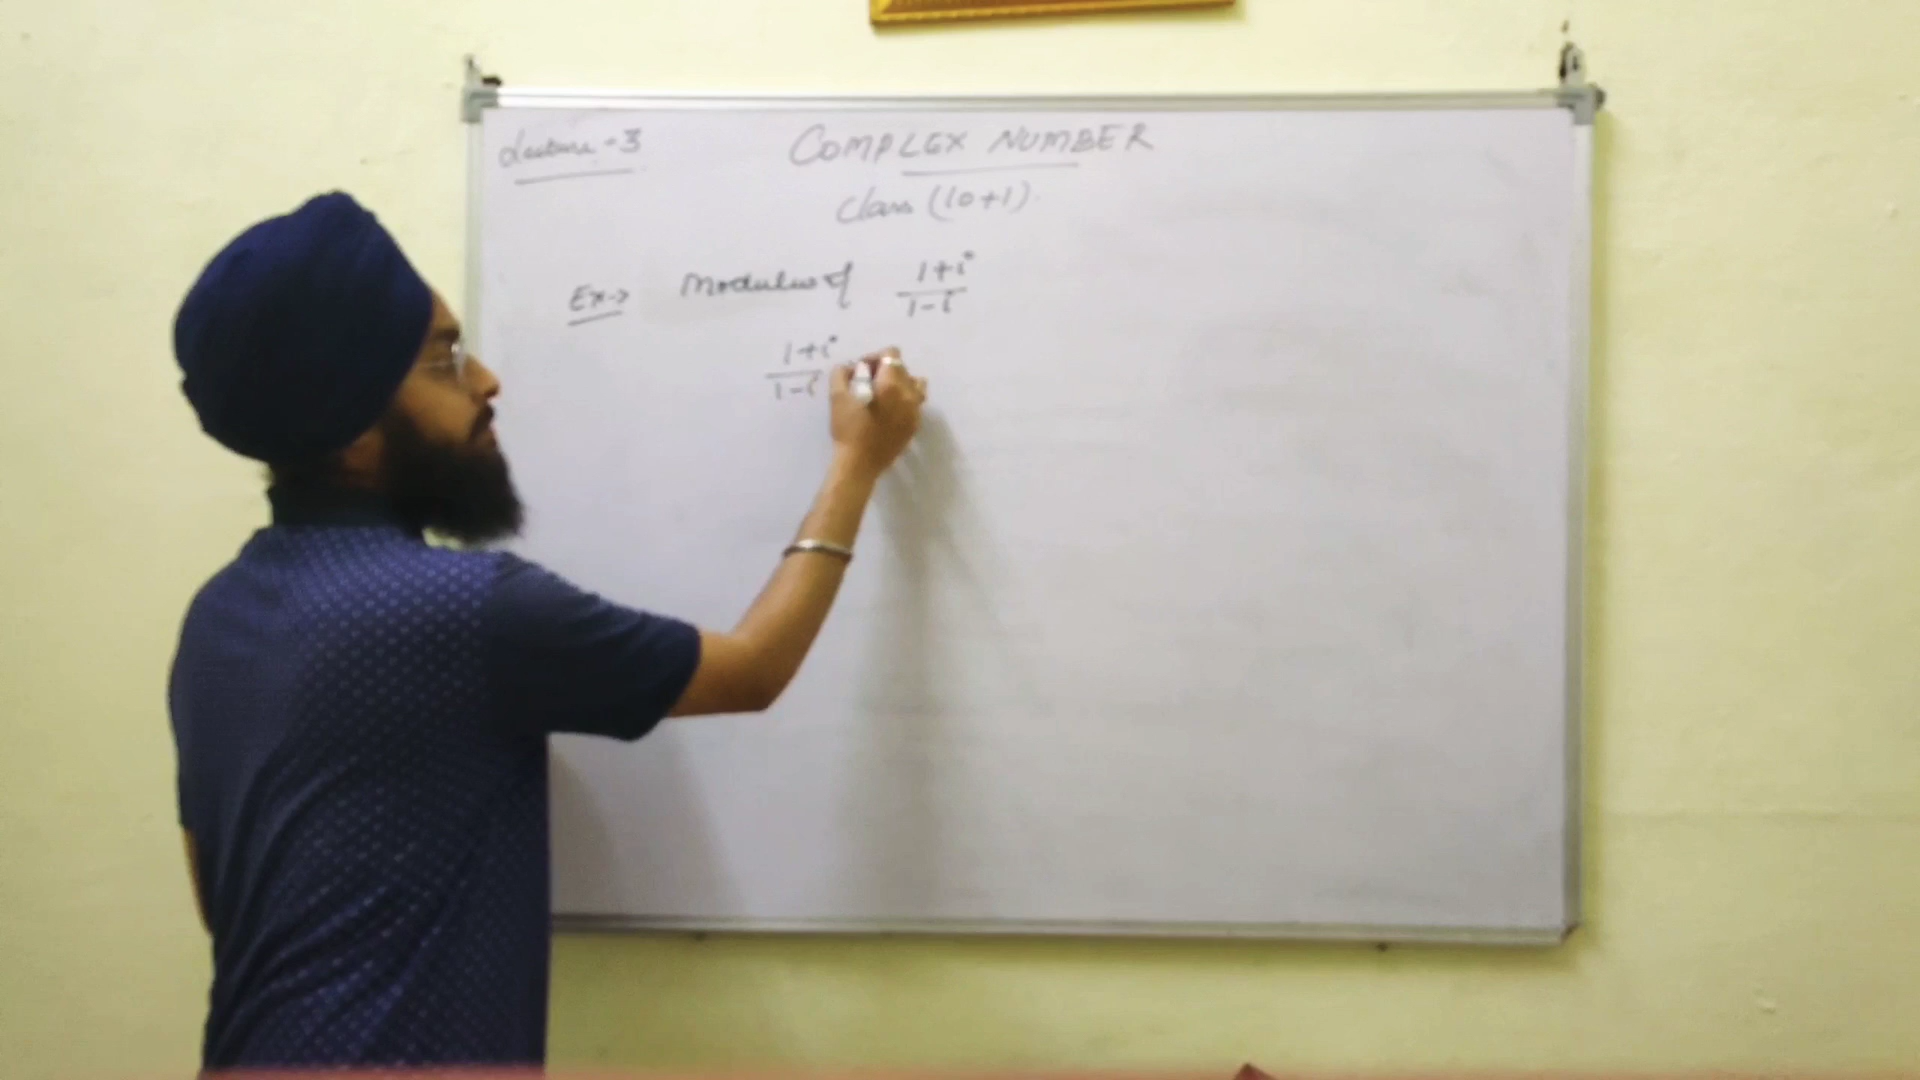 Lecture-3
COMPLEX NUMBER
Class (10+1).
Ex→ Modulus of 1+i / 1-i
1+i / 1-i